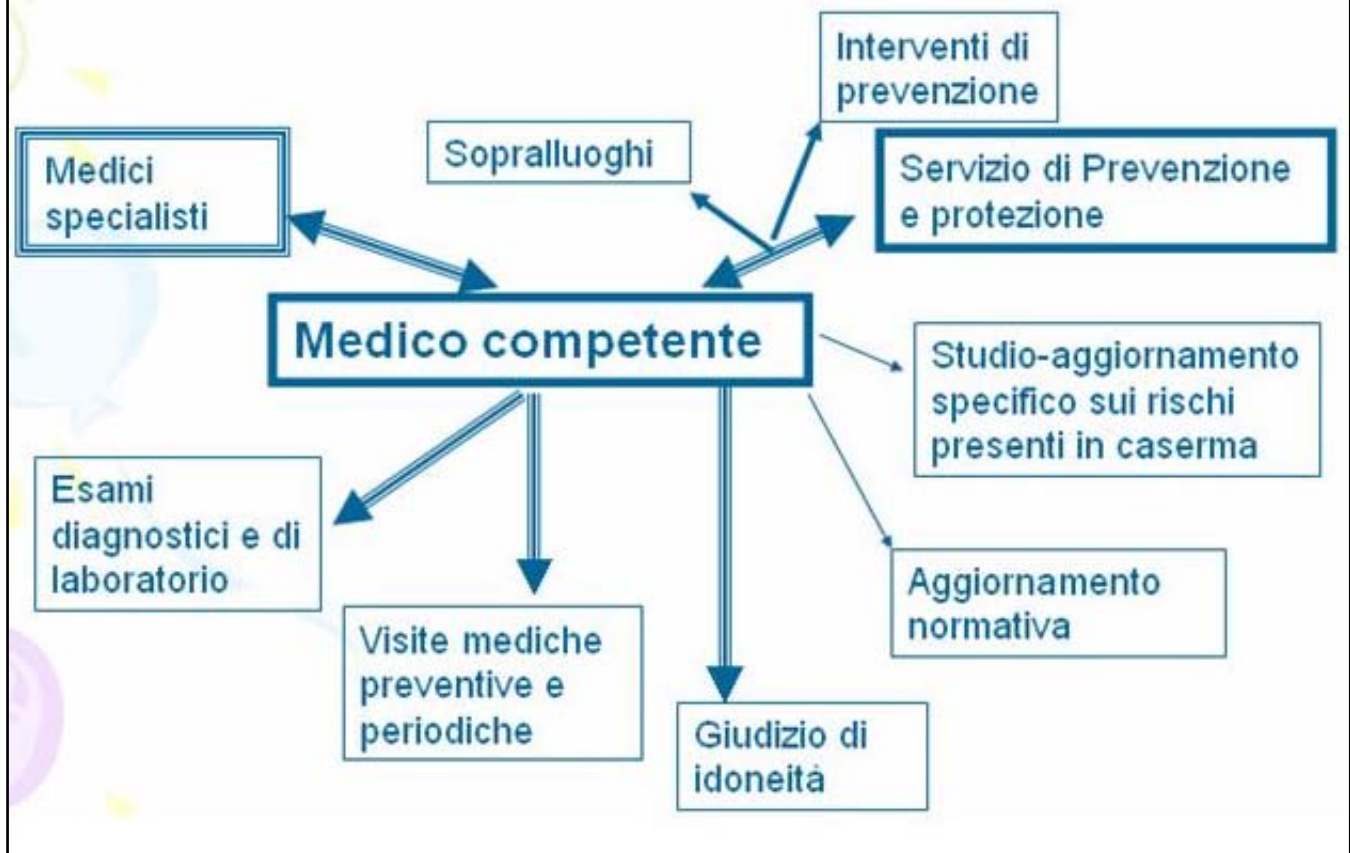 Interventi di
prevenzione
Sopralluoghi
Medici
specialisti
Servizio di Prevenzione
e protezione
Medico competente
Studio-aggiornamento
specifico sui rischi
presenti in caserma
Esami
diagnostici e di
laboratorio
Aggiornamento
normativa
Visite mediche
preventive e
periodiche
Giudizio di
idoneità